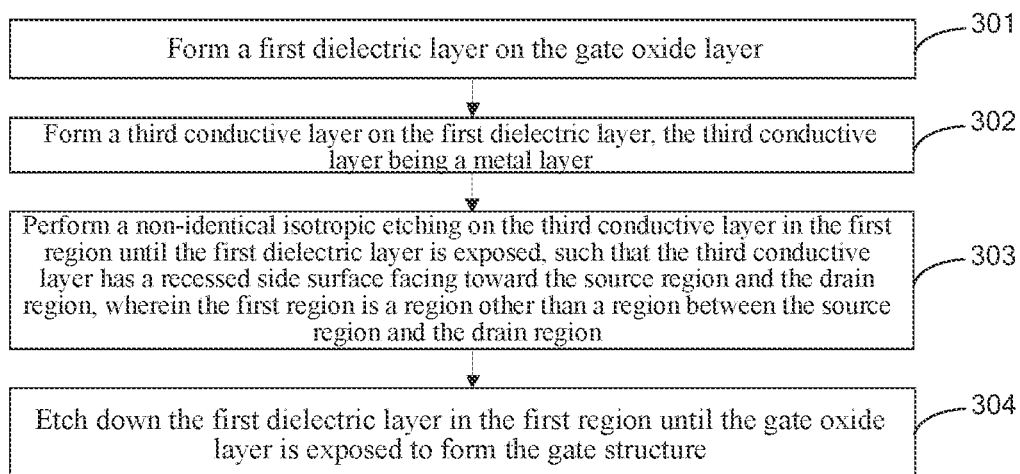 Form a first dielectric layer on the gate oxide layer
301
Form a third conductive layer on the first dielectric layer, the third conductive
layer being a metal layer
302
Perform a non-identical isotropic etching on the third conductive layer in the first
region until the first dielectric layer is exposed, such that the third conductive
layer has a recessed side surface facing toward the source region and the drain
region, wherein the first region is a region other than a region between the source
region and the drain region
303
Etch down the first dielectric layer in the first region until the gate oxide
layer is exposed to form the gate structure
304